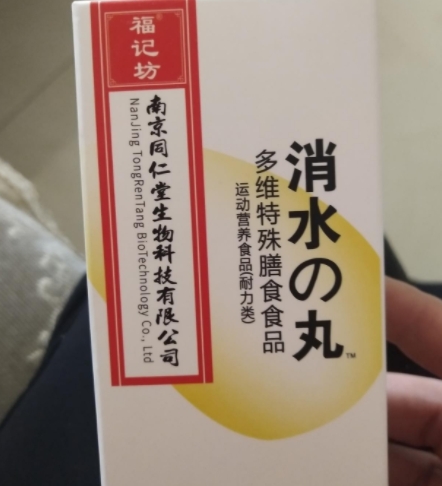 福记坊
南京同仁堂生物科技有限公司
NanJing TongRenTang BioTechnology Co., Ltd
消水の丸™
多维特殊膳食食品
运动营养食品(耐力类)